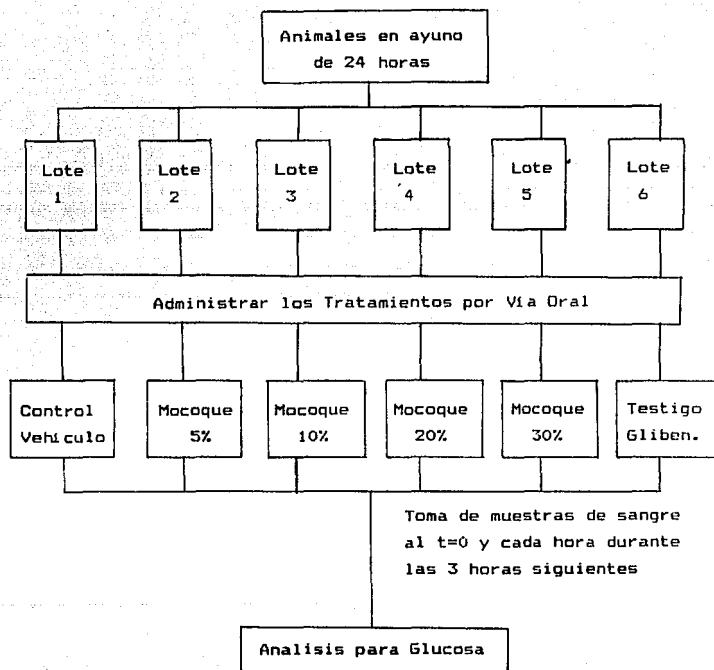 Animales en ayuno
de 24 horas
Lote
1
Lote
2
Lote
3
Lote
4
Lote
5
Lote
6
Administrar los Tratamientos por Vía Oral
Control
Vehículo
Mocoque
5%
Mocoque
10%
Mocoque
20%
Mocoque
30%
Testigo
Gliben.
Toma de muestras de sangre
al t=0 y cada hora durante
las 3 horas siguientes
Analisis para Glucosa